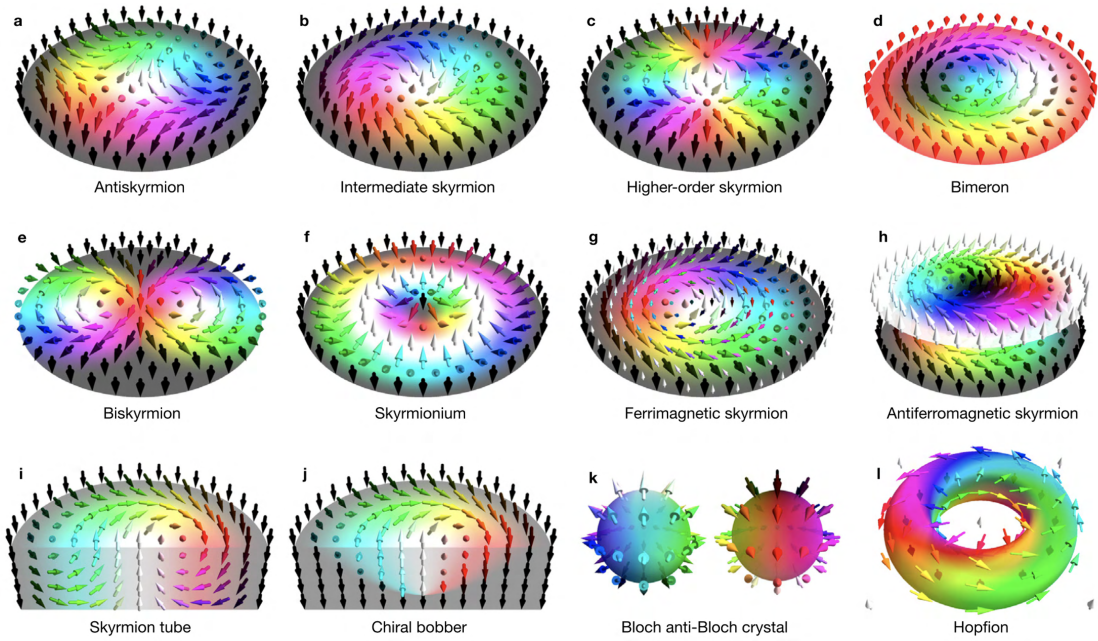 a
b
c
d
Antiskyrmion
Intermediate skyrmion
Higher-order skyrmion
Bimeron
e
f
g
h
Biskyrmion
Skyrmionium
Ferrimagnetic skyrmion
Antiferromagnetic skyrmion
i
j
k
l
Skyrmion tube
Chiral bobber
Bloch anti-Bloch crystal
Hopfion